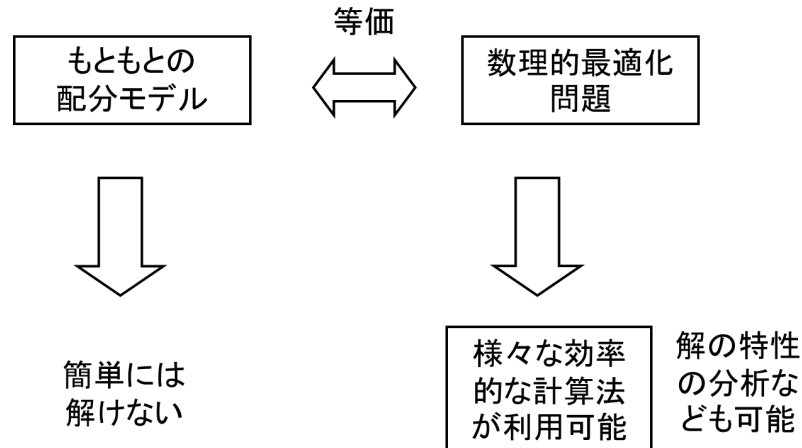 等価
もともとの
配分モデル
数理的最適化
問題
簡単には
解けない
様々な効率
的な計算法
が利用可能
解の特性
の分析な
ども可能